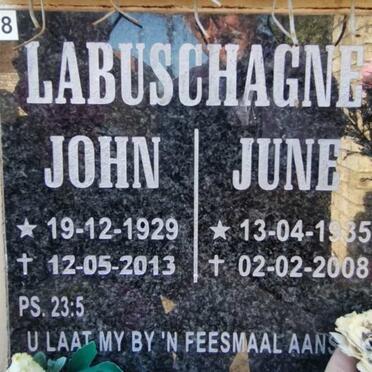 8
LABUSCHAGNE
JOHN JUNE
★ 19-12-1929 ★ 13-04-1935
✝ 12-05-2013 ✝ 02-02-2008
PS. 23:5
U LAAT MY BY 'N FEESMAAL